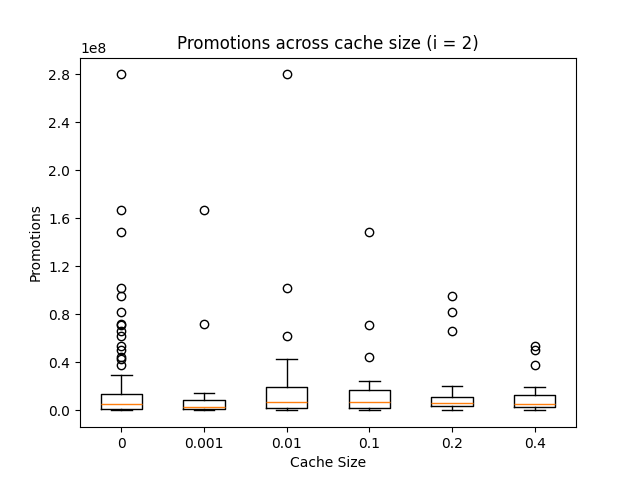 Promotions across cache size (i = 2)
1e8
2.8
2.4
2.0
1.6
1.2
0.8
0.4
0.0
Promotions
0 0.001 0.01 0.1 0.2 0.4
Cache Size